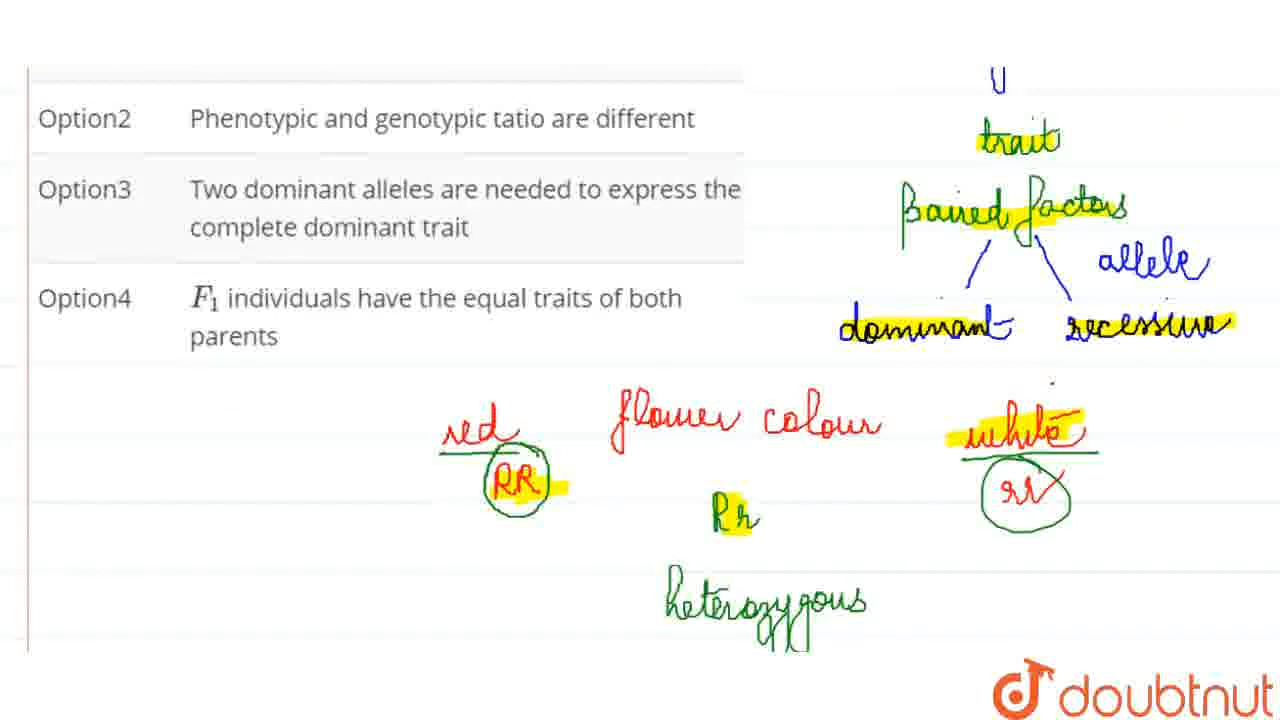 Option2 Phenotypic and genotypic tatio are different
Option3 Two dominant alleles are needed to express the
complete dominant trait
Option4 F₁ individuals have the equal traits of both
parents
trait
Paired factors
allele
dominant recessive
red flower colour white
RR rr
Rr
heterozygous
doubtnut